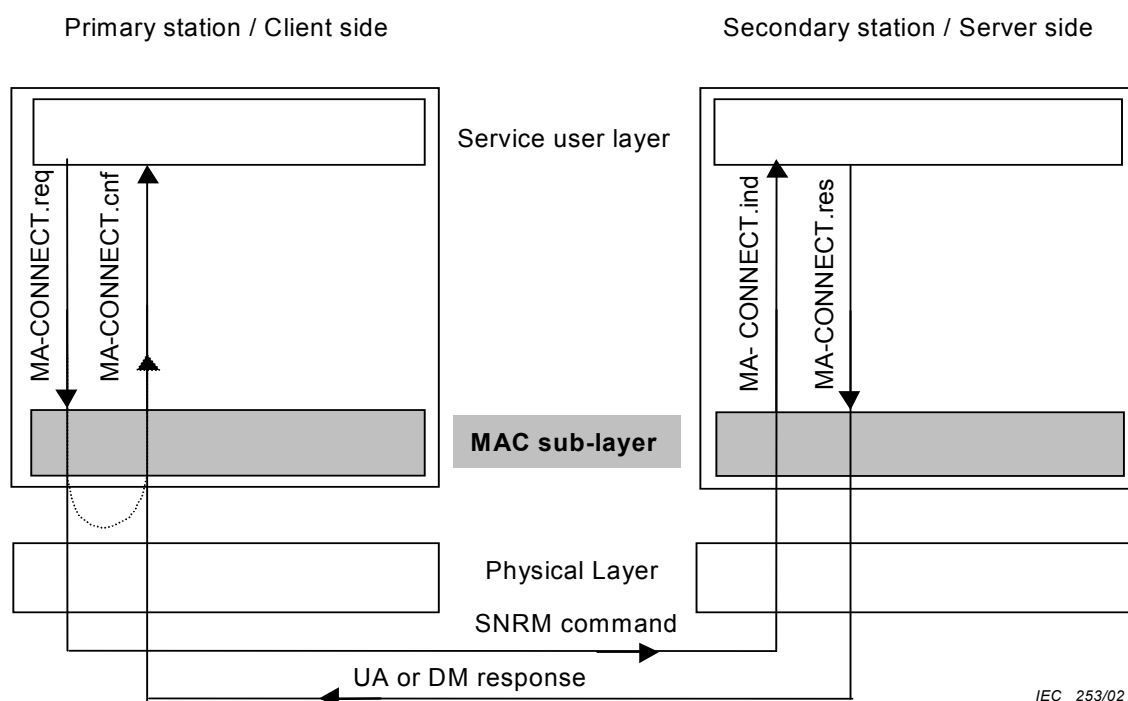 Primary station / Client side
Secondary station / Server side
Service user layer
MA-CONNECT.req
MA-CONNECT.cnf
MA- CONNECT.ind
MA-CONNECT.res
MAC sub-layer
Physical Layer
SNRM command
UA or DM response
IEC 253/02